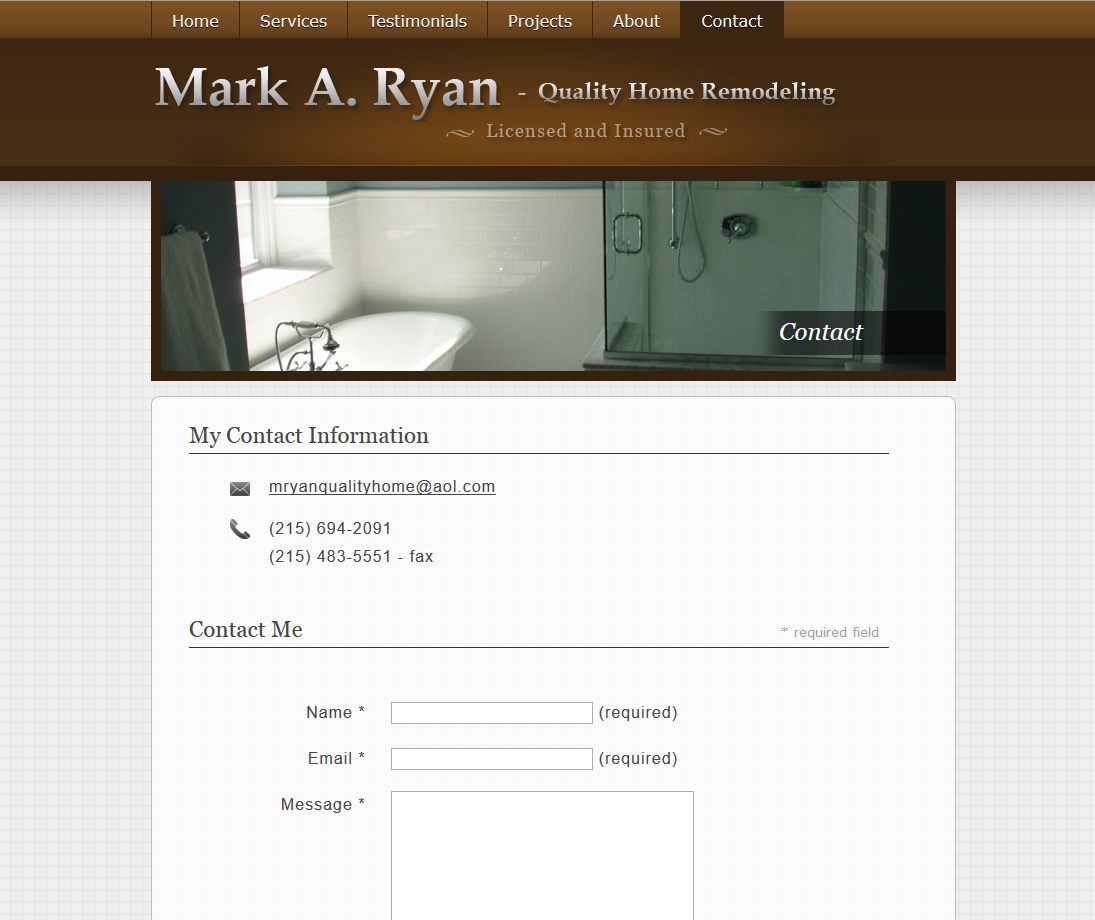 Home Services Testimonials Projects About Contact
Mark A. Ryan - Quality Home Remodeling
Licensed and Insured
Contact
My Contact Information
mryanqualityhome@aol.com
(215) 694-2091
(215) 483-5551 - fax
Contact Me * required field
Name * (required)
Email * (required)
Message *